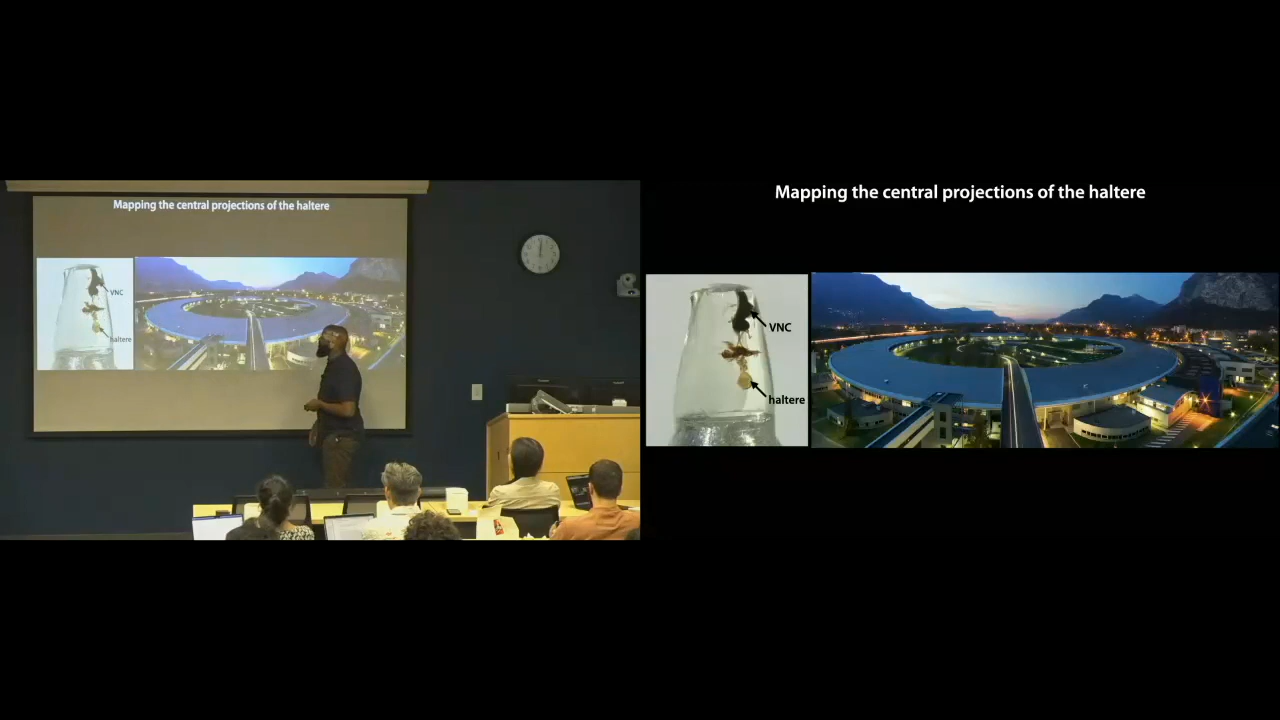 Mapping the central projections of the haltere
VNC
haltere
Mapping the central projections of the haltere
VNC
haltere